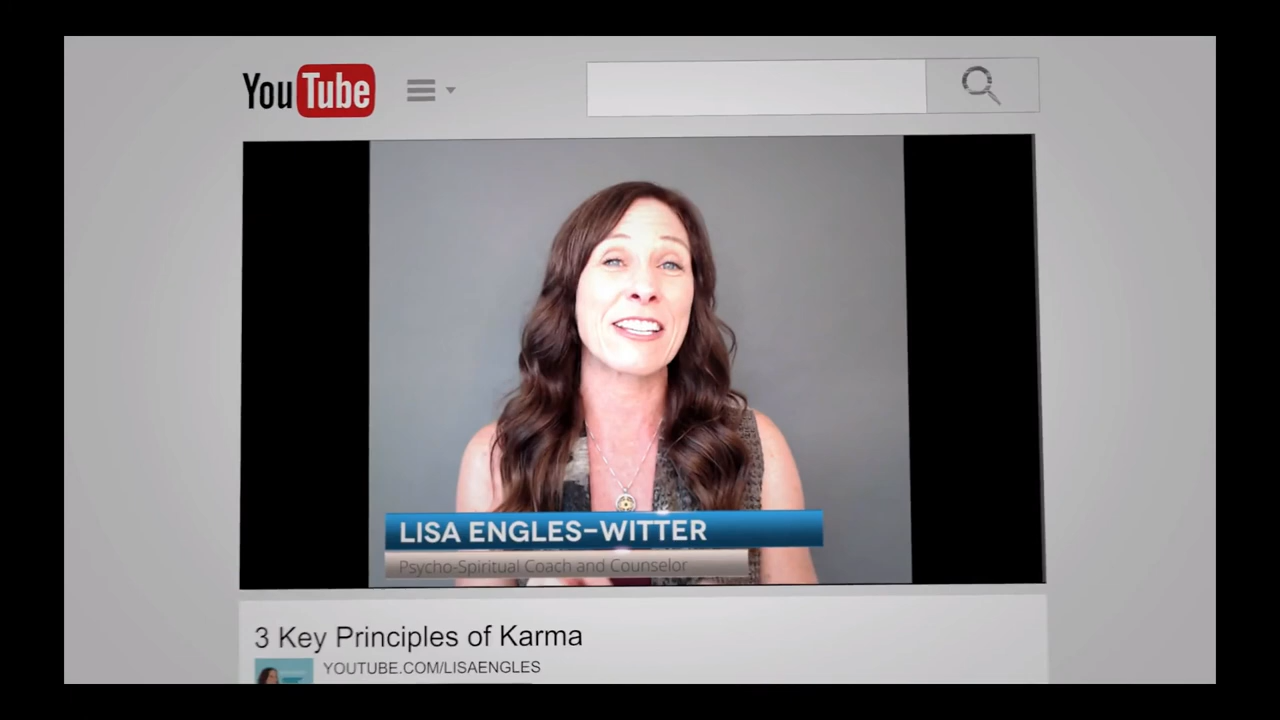 YouTube
LISA ENGLES-WITTER
Psycho-Spiritual Coach and Counselor
3 Key Principles of Karma
YOUTUBE.COM/LISAENGLES